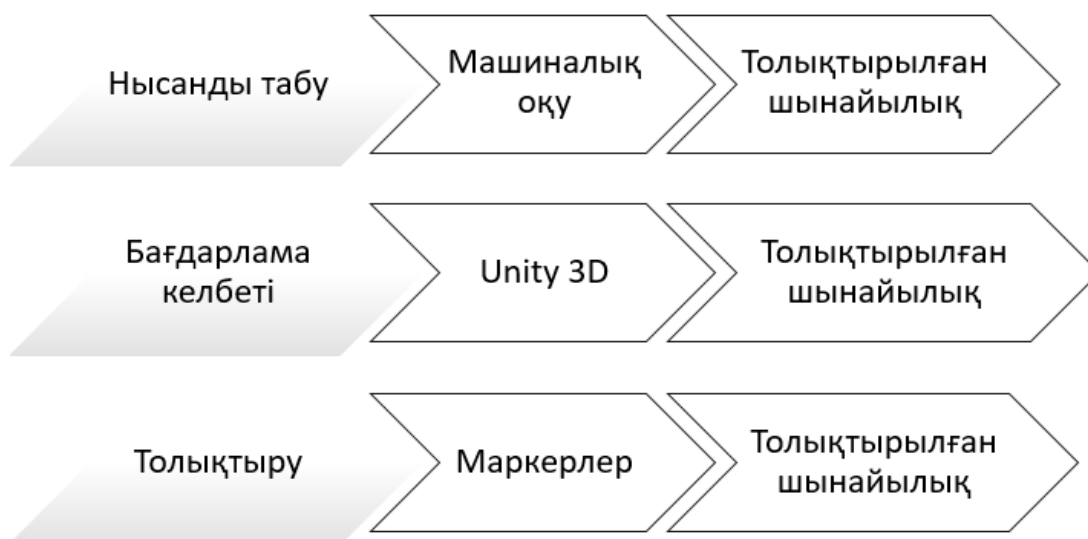 Нысанды табу
Машиналық
оқу
Толықтырылған
шынайылық
Бағдарлама
келбеті
Unity 3D
Толықтырылған
шынайылық
Толықтыру
Маркерлер
Толықтырылған
шынайылық